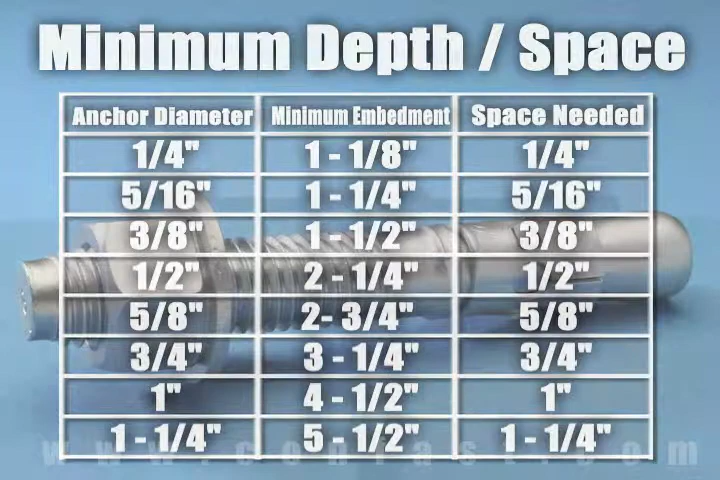 Minimum Depth / Space
Anchor Diameter Minimum Embedment Space Needed
1/4" 1 - 1/8" 1/4"
5/16" 1 - 1/4" 5/16"
3/8" 1 - 1/2" 3/8"
1/2" 2 - 1/4" 1/2"
5/8" 2- 3/4" 5/8"
3/4" 3 - 1/4" 3/4"
1" 4 - 1/2" 1"
1 - 1/4" 5 - 1/2" 1 - 1/4"
www.confast.com